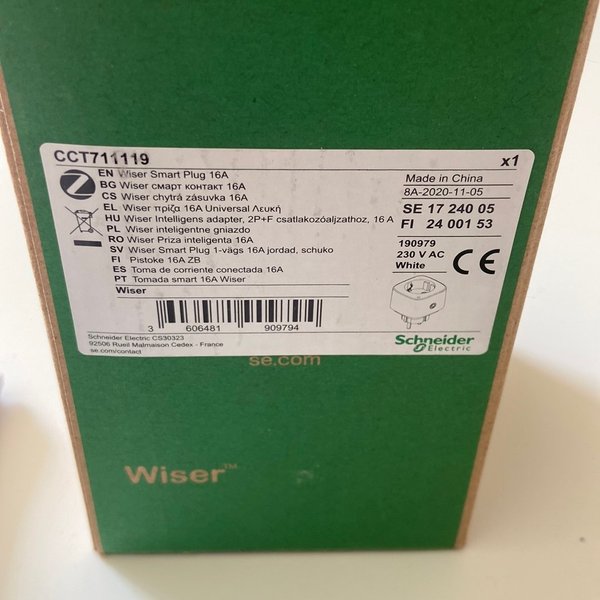 CCT711119
x1
EN Wiser Smart Plug 16A
BG Wiser смарт контакт 16A
CS Wiser chytrá zásuvka 16A
EL Wiser πρίζα 16A Universal Λευκή
HU Wiser Intelligens adapter, 2P+F csatlakozóaljzathoz, 16 A
PL Wiser inteligentne gniazdo
RO Wiser Priza inteligenta 16A
SV Wiser Smart Plug 1-vägs 16A jordad, schuko
FI Pistoke 16A ZB
ES Toma de corriente conectada 16A
PT Tomada smart 16A Wiser
Wiser
3 606481 909794
Schneider Electric CS30323
92506 Rueil Malmaison Cedex - France
se.com/contact
Made in China
8A-2020-11-05
SE 17 240 05
FI 24 001 53
190979
230 V AC
White
CE
Schneider
Electric
se.com
Wiser™